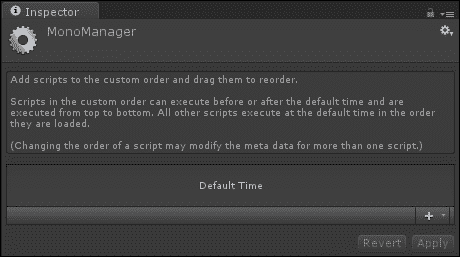 Inspector
MonoManager
Add scripts to the custom order and drag them to reorder.
Scripts in the custom order can execute before or after the default time and are
executed from top to bottom. All other scripts execute at the default time in the order
they are loaded.
(Changing the order of a script may modify the meta data for more than one script.)
Default Time
Revert Apply